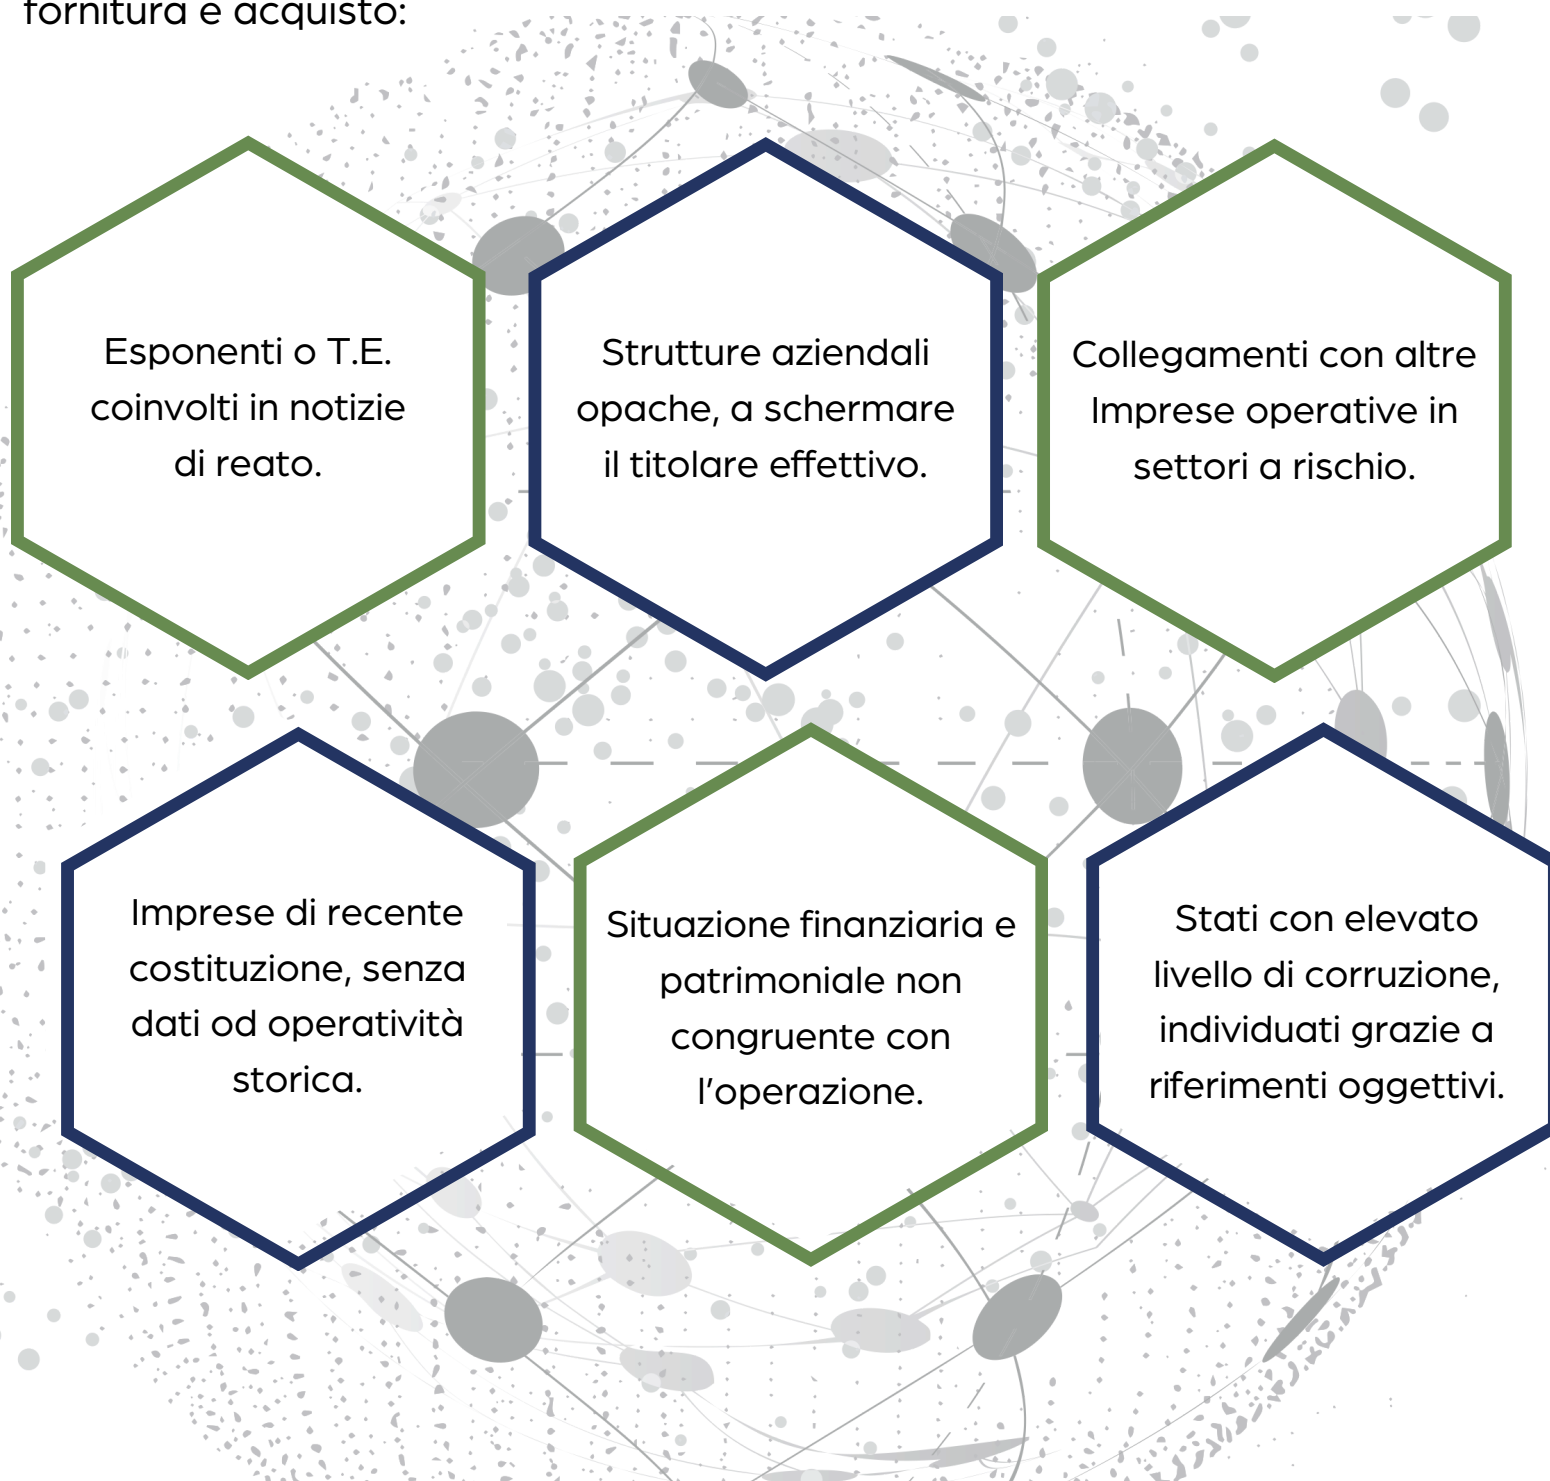 fornitura e acquisto:
Esponenti o T.E.
coinvolti in notizie
di reato.
Strutture aziendali
opache, a schermare
il titolare effettivo.
Collegamenti con altre
Imprese operative in
settori a rischio.
Imprese di recente
costituzione, senza
dati od operatività
storica.
Situazione finanziaria e
patrimoniale non
congruente con
l'operazione.
Stati con elevato
livello di corruzione,
individuati grazie a
riferimenti oggettivi.